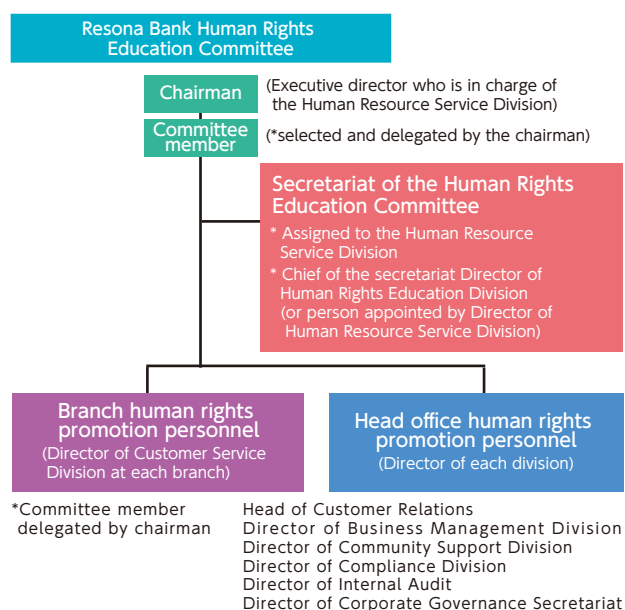 Resona Bank Human Rights
Education Committee
Chairman
(Executive director who is in charge of
the Human Resource Service Division)
Committee
member
(*selected and delegated by the chairman)
Secretariat of the Human Rights
Education Committee
* Assigned to the Human Resource
Service Division
* Chief of the secretariat Director of
Human Rights Education Division
(or person appointed by Director of
Human Resource Service Division)
Branch human rights
promotion personnel
(Director of Customer Service
Division at each branch)
Head office human rights
promotion personnel
(Director of each division)
*Committee member
delegated by chairman
Head of Customer Relations
Director of Business Management Division
Director of Community Support Division
Director of Compliance Division
Director of Internal Audit
Director of Corporate Governance Secretariat